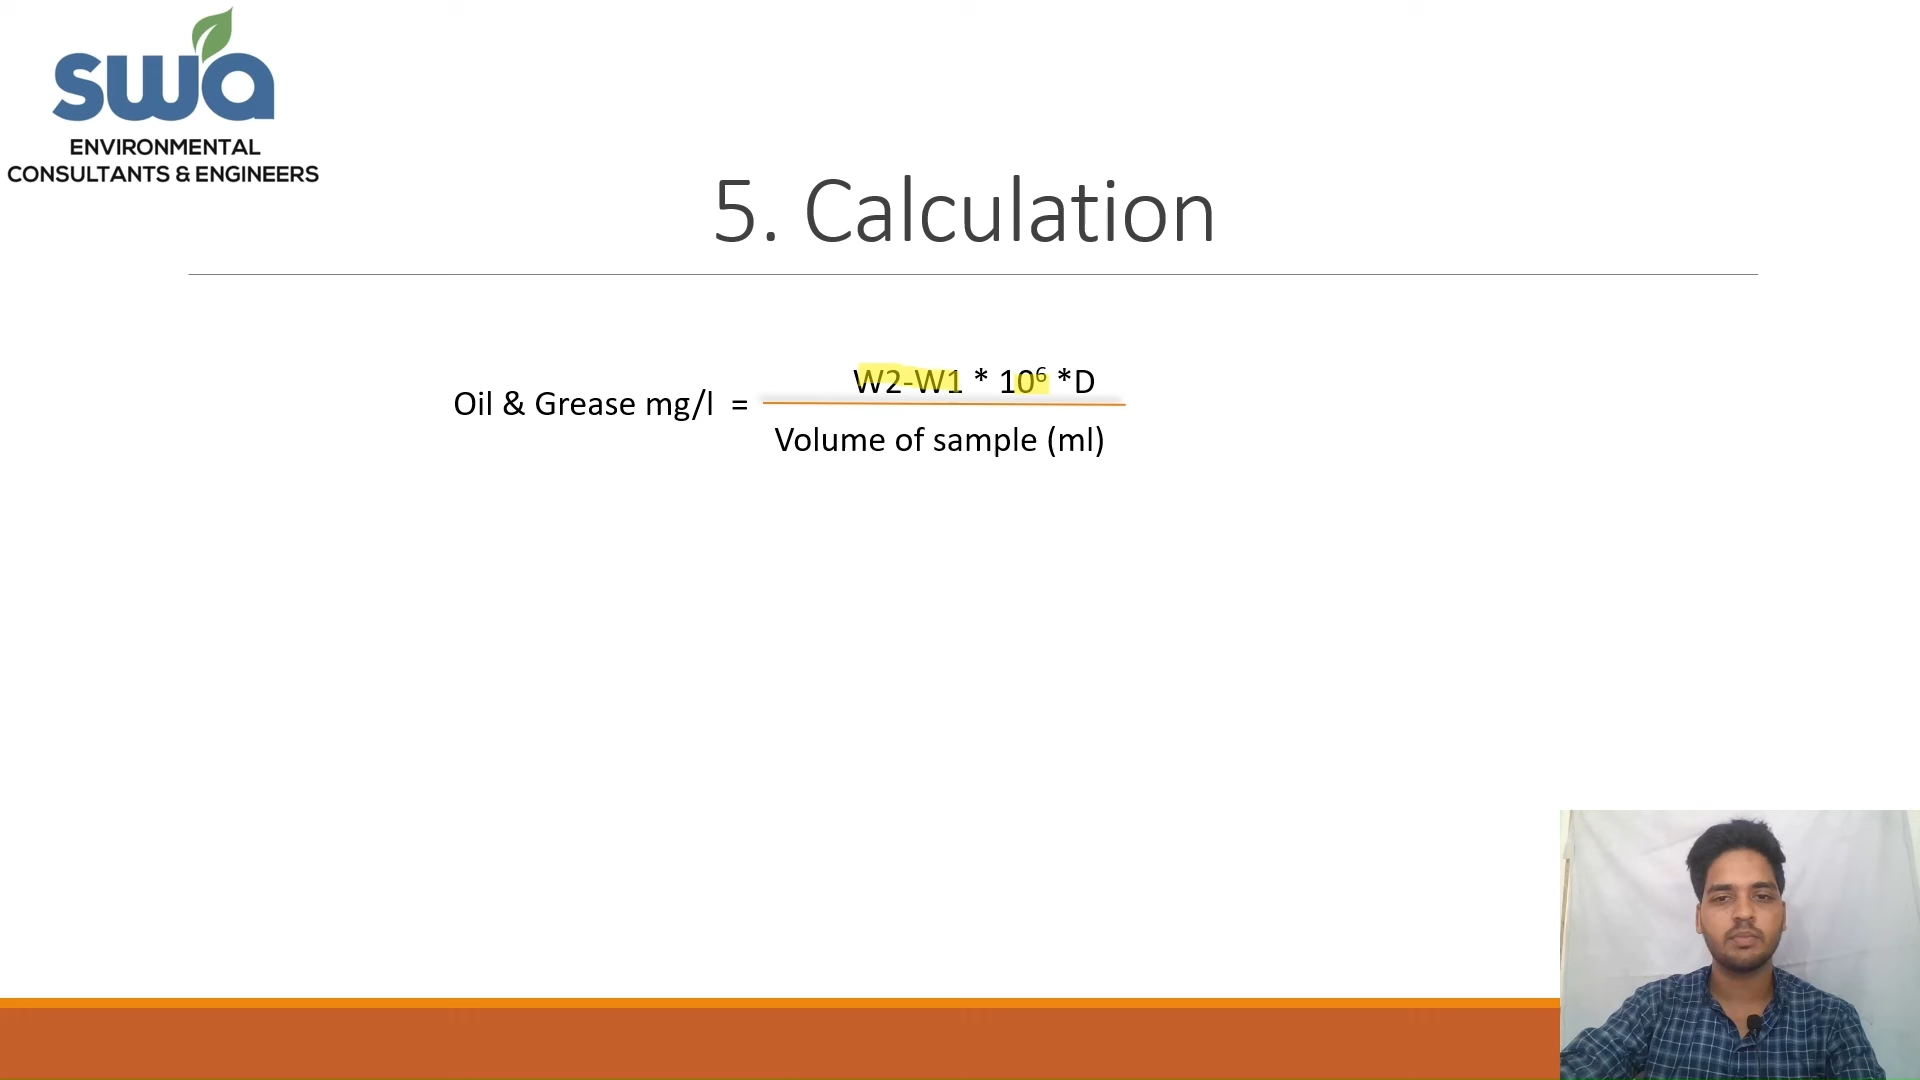 swa
ENVIRONMENTAL
CONSULTANTS & ENGINEERS
5. Calculation
W2-W1 * 10⁶ *D
Oil & Grease mg/l =
Volume of sample (ml)